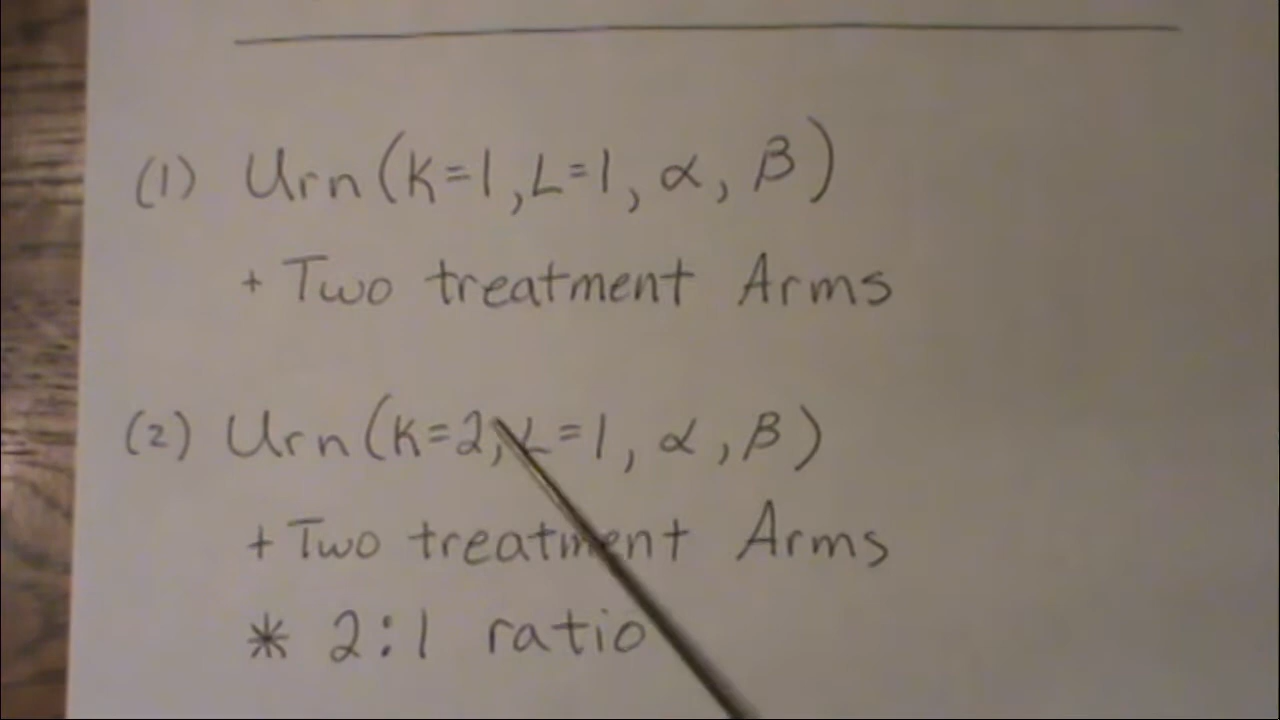 (1) Urn(K=1,L=1, α, β)
+ Two treatment Arms
(2) Urn(K=2,L=1, α,β)
+ Two treatment Arms
* 2:1 ratio